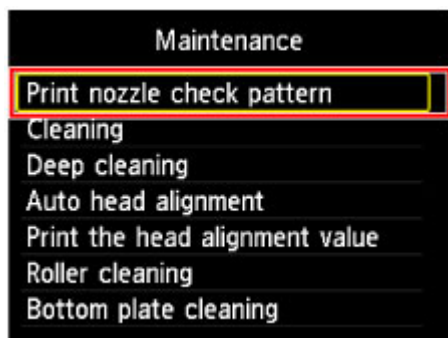 Maintenance
Print nozzle check pattern
Cleaning
Deep cleaning
Auto head alignment
Print the head alignment value
Roller cleaning
Bottom plate cleaning